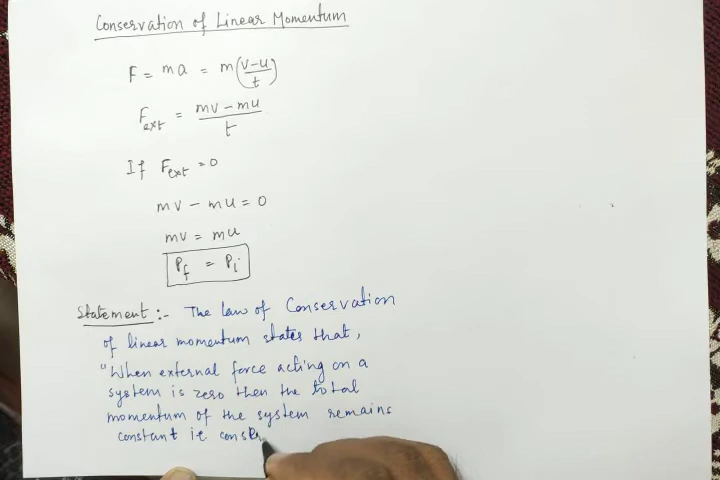 Conservation of Linear Momentum
F = ma = m(v-u/t)
Fext = mv - mu / t
If Fext = 0
mv - mu = 0
mv = mu
Pf = Pi
Statement :- The law of Conservation
of linear momentum states that,
"When external force acting on a
system is zero then the total
momentum of the system remains
constant ie